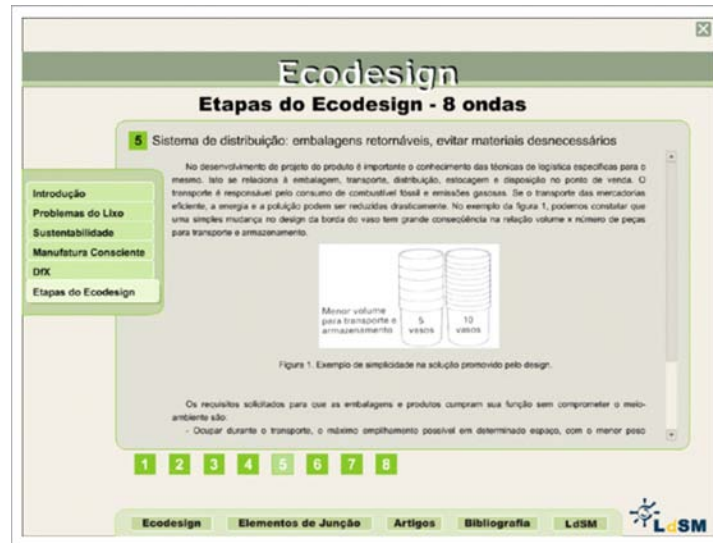 Ecodesign
Etapas do Ecodesign - 8 ondas
5 Sistema de distribuição: embalagens retornáveis, evitar materiais desnecessários
No desenvolvimento de projeto do produto é importante o conhecimento das técnicas de logística específicas para o
mesmo. Isto se relaciona à embalagem, transporte, distribuição, estocagem e disposição no ponto de venda. O
transporte é responsável pelo consumo de combustível fóssil e emissões gasosas. Se o transporte das mercadorias
eficiente, a energia e a poluição podem ser reduzidas drasticamente. No exemplo da figura 1, podemos constatar que
uma simples mudança no design da borda do vaso tem grande conseqüência na relação volume x número de peças
para transporte e armazenamento.
Introdução
Problemas do Lixo
Sustentabilidade
Manufatura Consciente
DfX
Etapas do Ecodesign
Menor volume
para transporte e
armazenamento
5
vasos
10
vasos
Figura 1. Exemplo de simplicidade na solução promovido pelo design.
Os requisitos solicitados para que as embalagens e produtos cumpram sua função sem comprometer o meio-
ambiente são:
- Ocupar durante o transporte, o máximo empilhamento possível em determinado espaço, com o menor peso
1 2 3 4 5 6 7 8
Ecodesign Elementos de Junção Artigos Bibliografia LdSM
LdSM